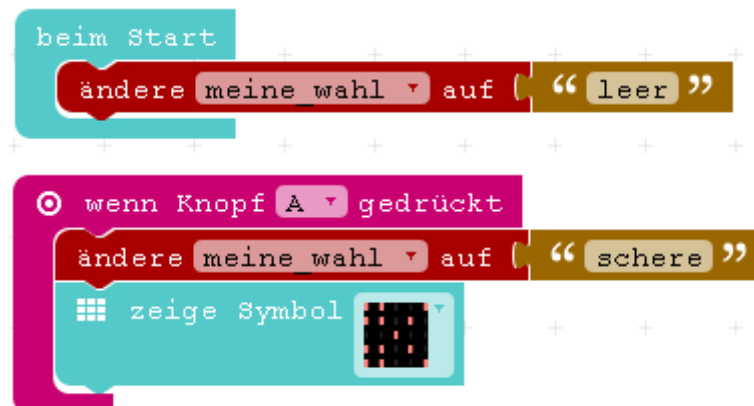 beim Start
ändere meine_wahl auf “ leer ”
wenn Knopf A gedrückt
ändere meine_wahl auf “ schere ”
zeige Symbol